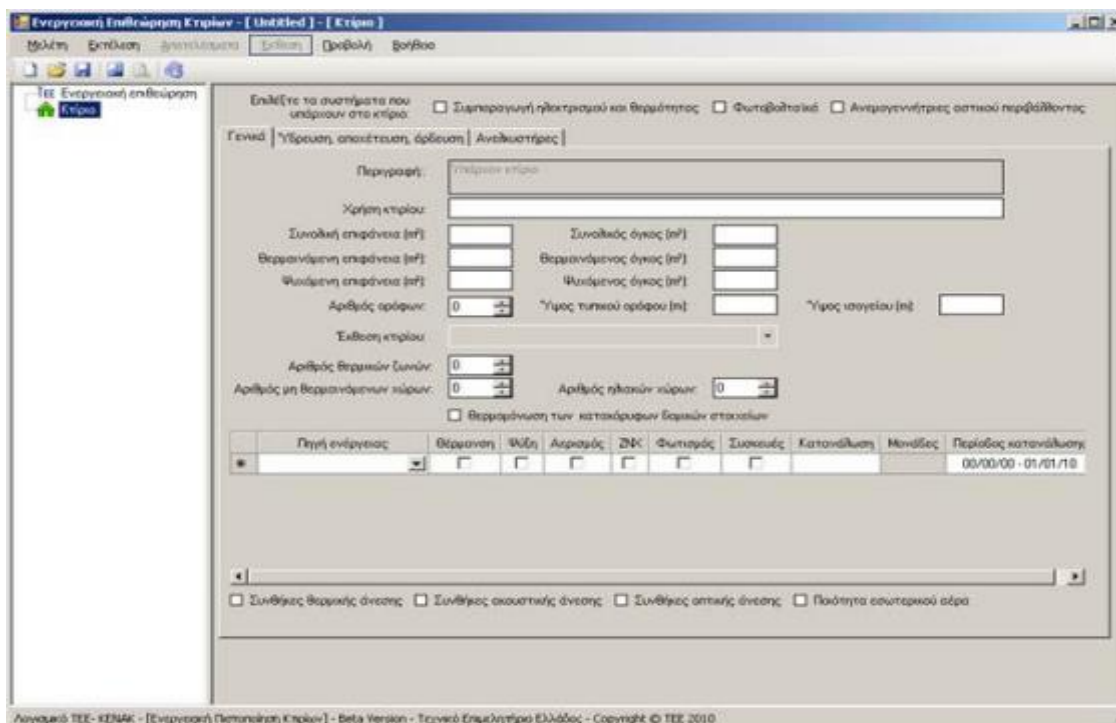 Ενεργειακή Επιθεώρηση Κτιρίων - [ Untitled ] - [ Κτίριο ]
Μελέτη Εκτέλεση Αποτελέσματα Έκθεση Προβολή Βοήθεια
ΤΕΕ Ενεργειακή επιθεώρηση
Κτίριο
Επιλέξτε τα συστήματα που
υπάρχουν στο κτίριο:
Συμπαραγωγή ηλεκτρισμού και θερμότητας Φωτοβολταϊκά Ανεμογεννήτριες αστικού περιβάλλοντος
Γενικά Ύδρευση, αποχέτευση, άρδευση Ανελκυστήρες
Περιγραφή: Υπάρχον κτίριο
Χρήση κτιρίου:
Συνολική επιφάνεια (m²): Συνολικός όγκος (m³):
Θερμαινόμενη επιφάνεια (m²): Θερμαινόμενος όγκος (m³):
Ψυχόμενη επιφάνεια (m²): Ψυχόμενος όγκος (m³):
Αριθμός ορόφων: 0 Ύψος τυπικού ορόφου (m): Ύψος ισογείου (m):
Έκθεση κτιρίου:
Αριθμός θερμικών ζωνών: 0
Αριθμός μη θερμαινόμενων χώρων: 0 Αριθμός ηλιακών χώρων: 0
Θερμομόνωση των κατακόρυφων δομικών στοιχείων
Πηγή ενέργειας Θέρμανση Ψύξη Αερισμός ΖΝΧ Φωτισμός Συσκευές Κατανάλωση Μονάδες Περίοδος κατανάλωσης
00/00/00 - 01/01/10
Συνθήκες θερμικής άνεσης Συνθήκες ακουστικής άνεσης Συνθήκες οπτικής άνεσης Ποιότητα εσωτερικού αέρα
Λογισμικό ΤΕΕ- ΚΕΝΑΚ - [Ενεργειακή Πιστοποίηση Κτιρίων] - Beta Version - Τεχνικό Επιμελητήριο Ελλάδος - Copyright © ΤΕΕ 2010